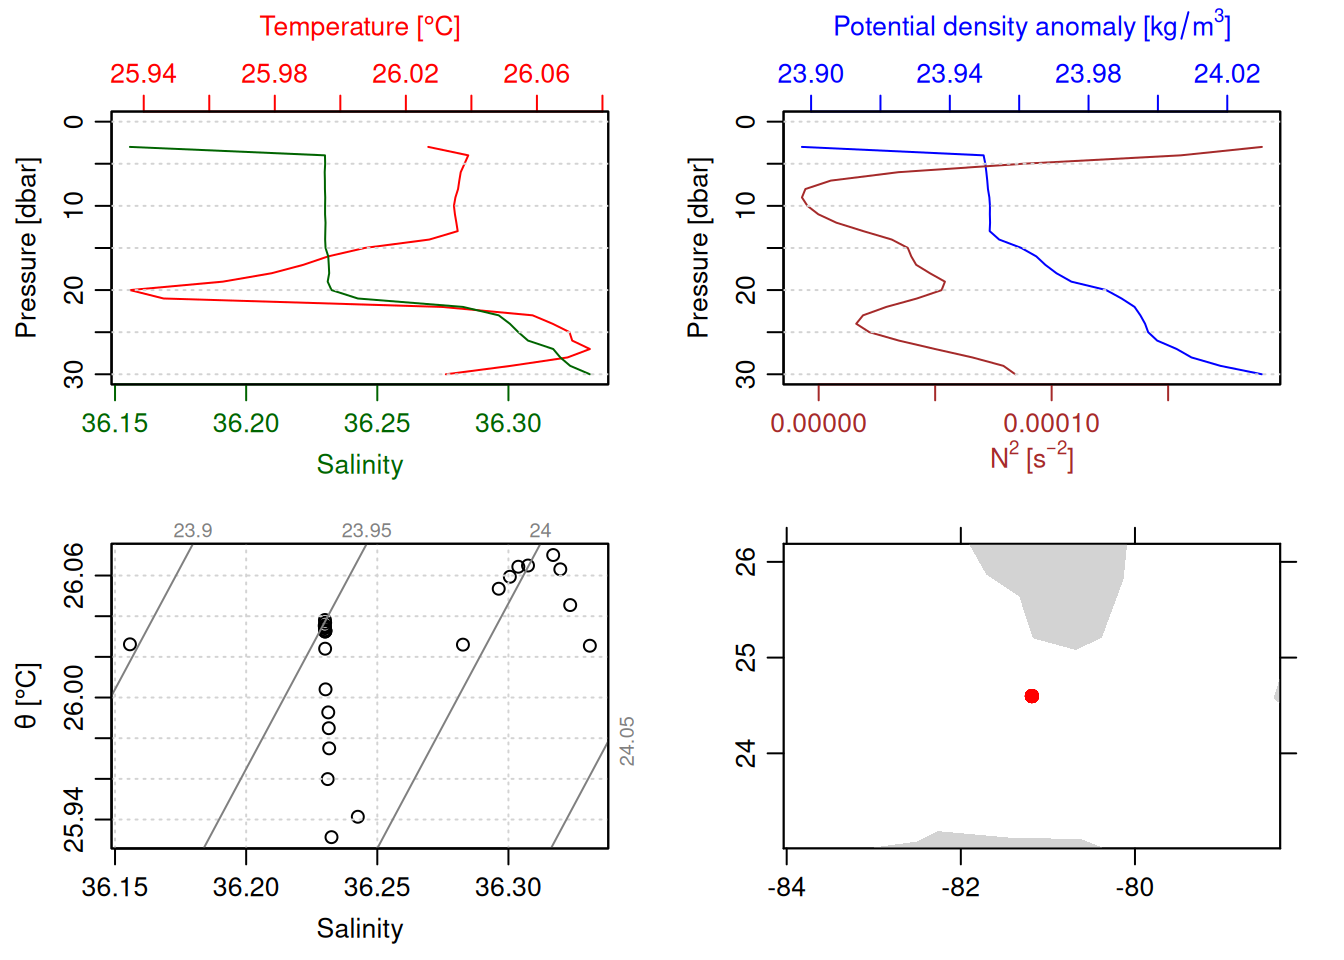 Temperature [°C]
25.94 25.98 26.02 26.06
Pressure [dbar]
0 10 20 30
36.15 36.20 36.25 36.30
Salinity
Potential density anomaly [kg/m³]
23.90 23.94 23.98 24.02
Pressure [dbar]
0 10 20 30
0.00000 0.00010
N² [s⁻²]
23.9 23.95 24
24.05
θ [°C]
26.06 26.00 25.94
36.15 36.20 36.25 36.30
Salinity
26 25 24
-84 -82 -80